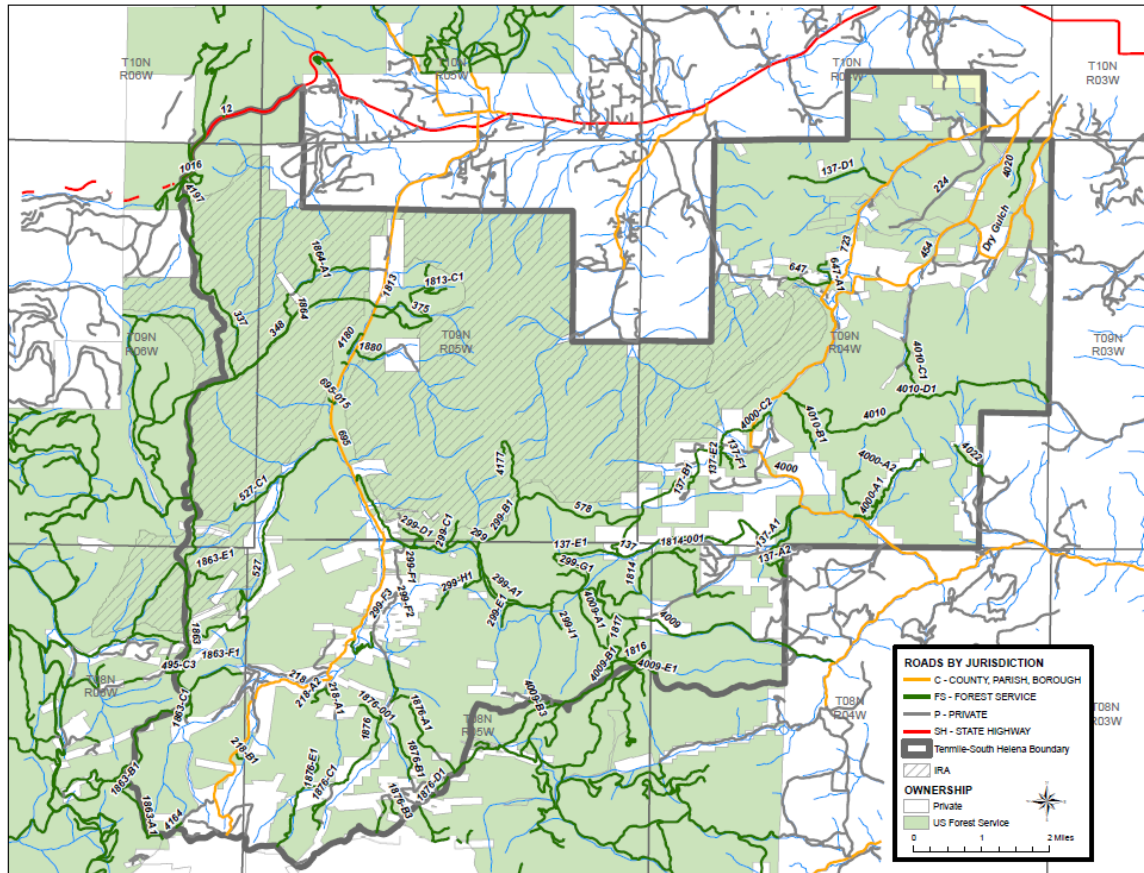 T10N
R06W
T10N
R05W
T10N
T10N
R03W
12
1016
4197
137-D1
224
4020
Dry Gulch
723
454
647
647-A1
1864-A1
1864
1813
1813-C1
375
348
337
4180
1880
T09N
R06W
T09N
R05W
T09N
R04W
T09N
R03W
4010-C1
4010-D1
4010
4010-B1
4000-C2
695-015
695
137-E2
137-F1
137-B1
4000
4000-A2
4000-A1
4022
4177
527-C1
299-B1
578
299-D1
299-C1
299
137-E1
137
1814-001
137-A1
137-A2
1863-E1
527
299-F1
299-H1
299-A1
299-G1
1814
299-F3
299-F2
299-E1
299-I1
4009-A1
1817
4009
1863
1863-F1
495-C3
T08N
R06W
1863-C1
218
218-A2
218-A1
1876-001
1876
1876-A1
T08N
R05W
4009-B3
4009-B1
1816
4009-E1
T08N
R04W
T08N
R03W
218-B1
1863-B1
1863-A1
4164
1876-E1
1876-C1
1876-B1
1876-D1
1876-B3
ROADS BY JURISDICTION
C - COUNTY, PARISH, BOROUGH
FS - FOREST SERVICE
P - PRIVATE
SH - STATE HIGHWAY
Tenmile-South Helena Boundary
IRA
OWNERSHIP
Private
US Forest Service
0 1 2 Miles